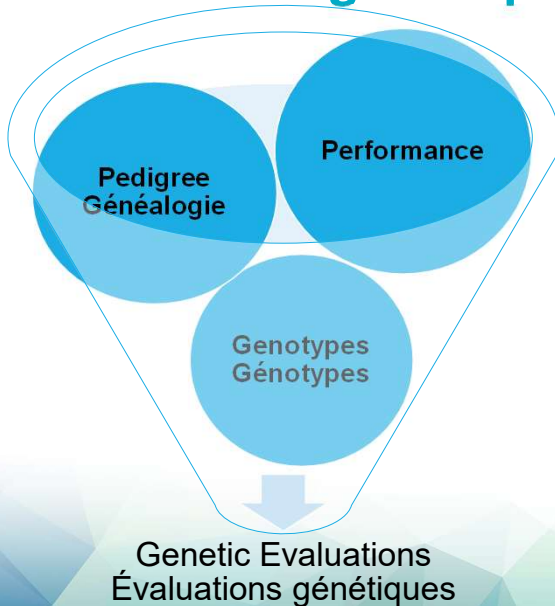 Pedigree
Généalogie
Performance
Genotypes
Génotypes
Genetic Evaluations
Évaluations génétiques